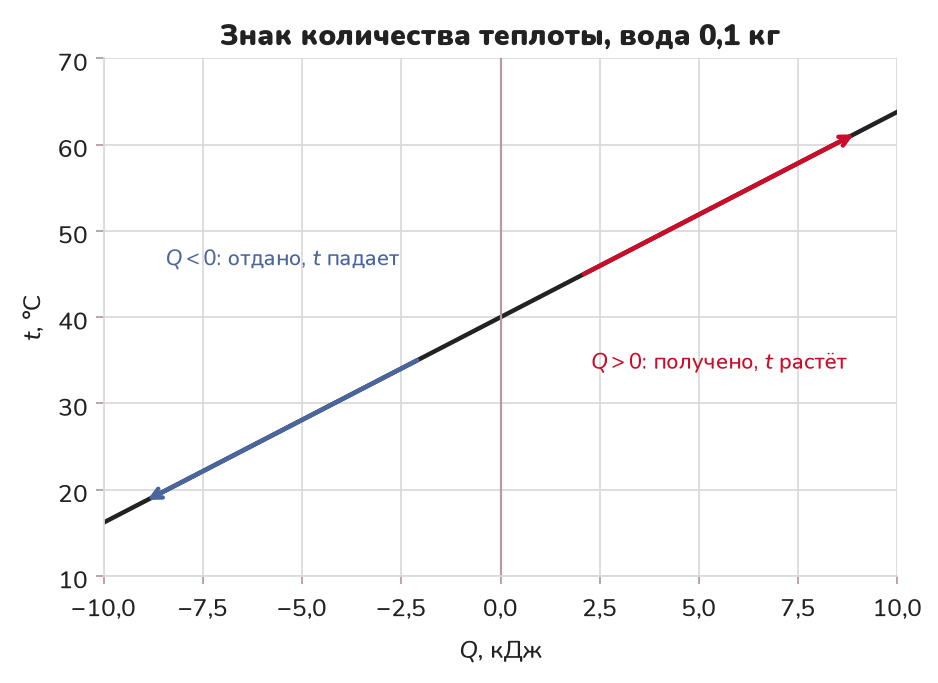 Знак количества теплоты, вода 0,1 кг
70
60
50
40
30
20
10
t, °C
Q < 0: отдано, t падает
Q > 0: получено, t растёт
−10,0 −7,5 −5,0 −2,5 0,0 2,5 5,0 7,5 10,0
Q, кДж